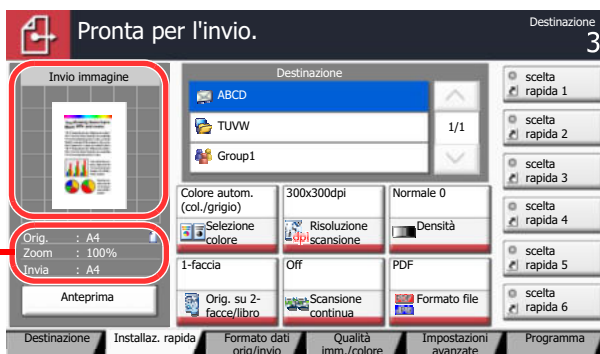 Pronta per l'invio.
Destinazione
3
Invio immagine
Orig. : A4
Zoom : 100%
Invia : A4
Anteprima
Destinazione
ABCD
TUVW
Group1
1/1
Colore autom.
(col./grigio)
Selezione
colore
300x300dpi
dpi
Risoluzione
scansione
Normale 0
Densità
1-faccia
Orig. su 2-
facce/libro
Off
Scansione
continua
PDF
Formato file
scelta
rapida 1
scelta
rapida 2
scelta
rapida 3
scelta
rapida 4
scelta
rapida 5
scelta
rapida 6
Destinazione
Installaz. rapida
Formato dati
orig/invio
Qualità
imm./colore
Impostazioni
avanzate
Programma